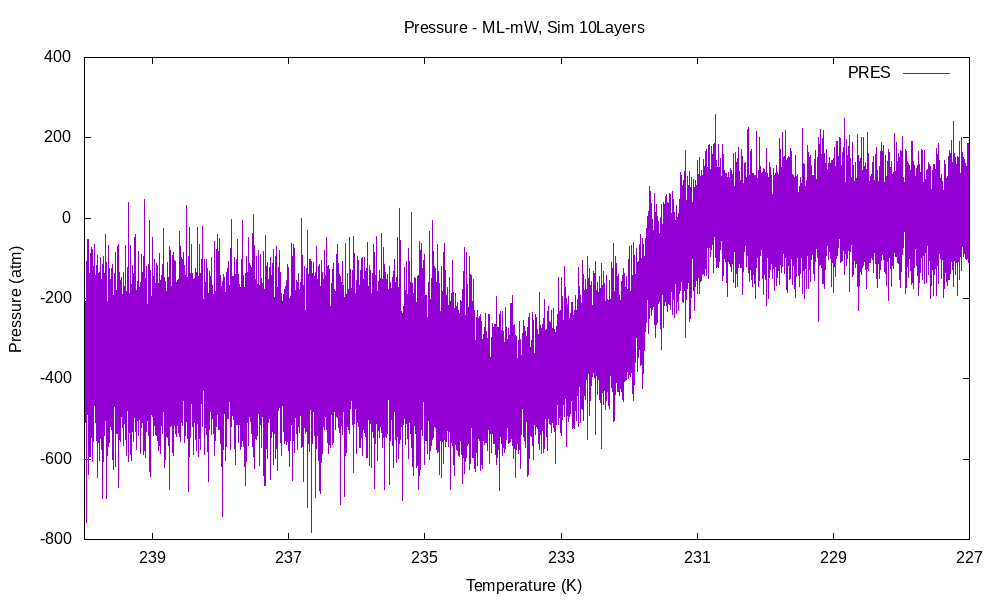 Pressure - ML-mW, Sim 10Layers
PRES
400
200
0
-200
-400
-600
-800
Pressure (atm)
239 237 235 233 231 229 227
Temperature (K)